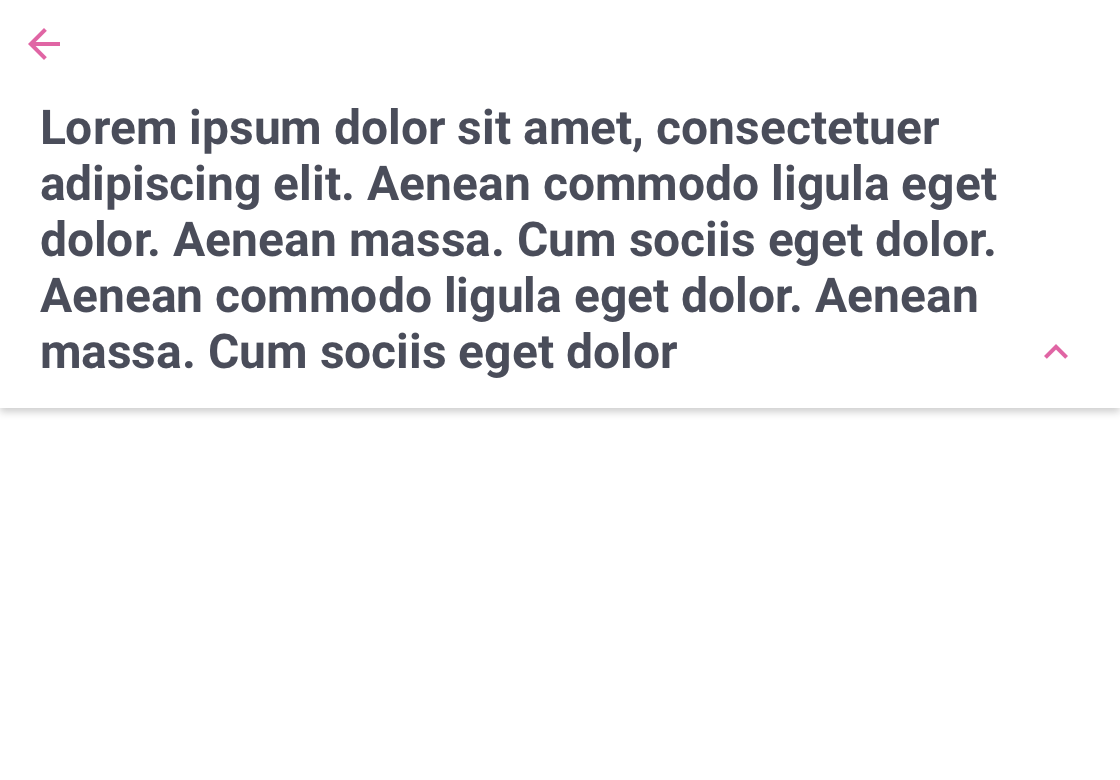 Lorem ipsum dolor sit amet, consectetuer
adipiscing elit. Aenean commodo ligula eget
dolor. Aenean massa. Cum sociis eget dolor.
Aenean commodo ligula eget dolor. Aenean
massa. Cum sociis eget dolor